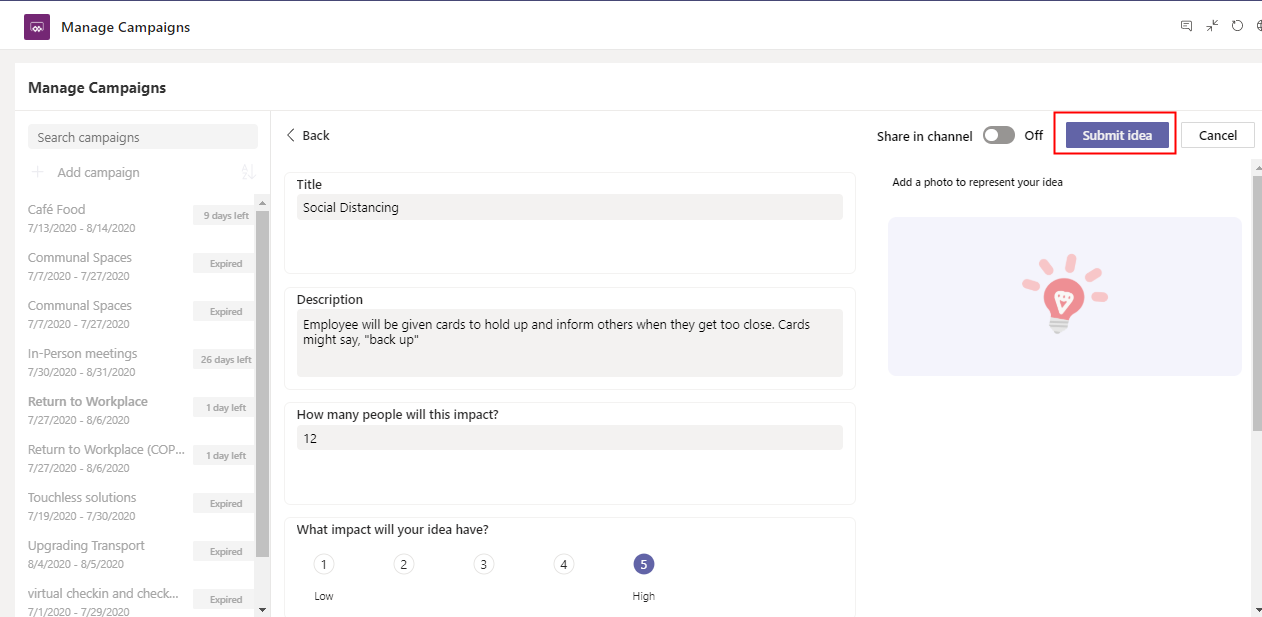 Manage Campaigns
Manage Campaigns
Search campaigns
Add campaign
Café Food
9 days left
7/13/2020 - 8/14/2020
Communal Spaces
Expired
7/7/2020 - 7/27/2020
Communal Spaces
Expired
7/7/2020 - 7/27/2020
In-Person meetings
26 days left
7/30/2020 - 8/31/2020
Return to Workplace
1 day left
7/27/2020 - 8/6/2020
Return to Workplace (COP...
1 day left
7/27/2020 - 8/6/2020
Touchless solutions
Expired
7/19/2020 - 7/30/2020
Upgrading Transport
Expired
8/4/2020 - 8/5/2020
virtual checkin and check...
Expired
7/1/2020 - 7/29/2020
Back
Share in channel
Off
Submit idea
Cancel
Title
Social Distancing
Description
Employee will be given cards to hold up and inform others when they get too close. Cards
might say, "back up"
How many people will this impact?
12
What impact will your idea have?
1 2 3 4 5
Low High
Add a photo to represent your idea